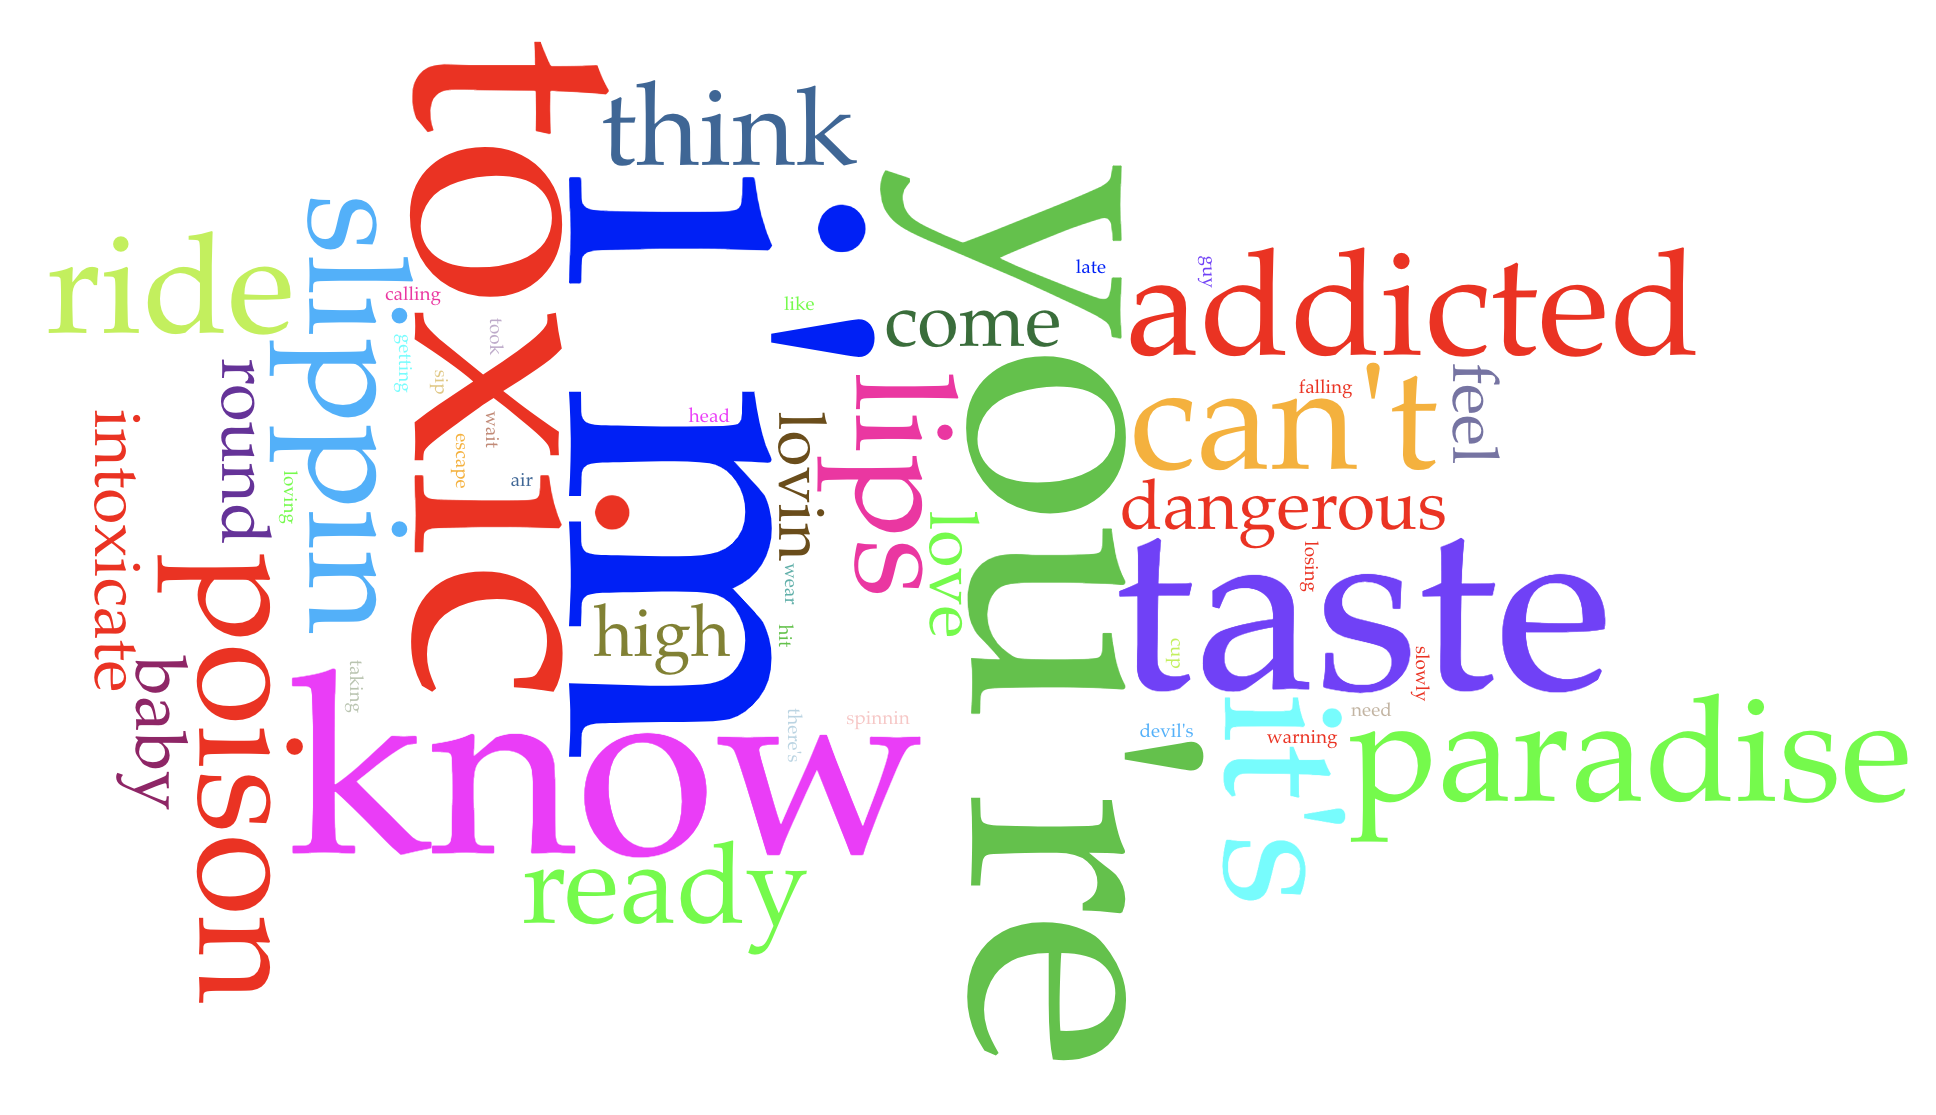 toxic
think
i'm
you're
slippin
ride
calling
took
getting
sip
wait
escape
air
like
come
late
guy
addicted
can't
falling
feel
head
lovin
lips
round
intoxicate
loving
dangerous
love
poison
high
wear
hit
taste
losing
cup
slowly
baby
taking
know
there's
spinnin
devil's
it's
need
warning
paradise
ready